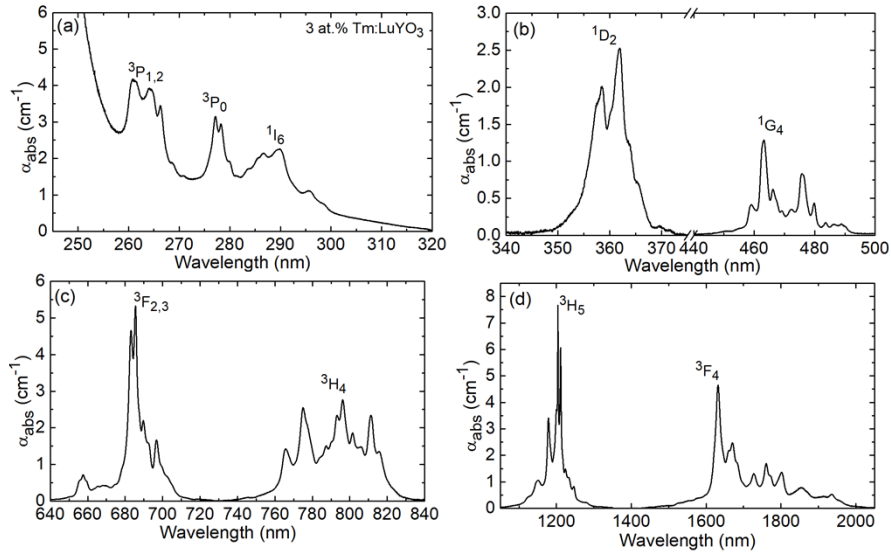 (a) 3 at.% Tm:LuYO₃
³P₁,₂
³P₀
¹I₆
α_abs (cm⁻¹)
6
5
4
3
2
1
0
250 260 270 280 290 300 310 320
Wavelength (nm)
(b)
¹D₂
¹G₄
α_abs (cm⁻¹)
3.0
2.5
2.0
1.5
1.0
0.5
0.0
340 350 360 370 440 460 480 500
Wavelength (nm)
(c)
³F₂,₃
³H₄
α_abs (cm⁻¹)
6
5
4
3
2
1
0
640 660 680 700 720 740 760 780 800 820 840
Wavelength (nm)
(d)
³H₅
³F₄
α_abs (cm⁻¹)
8
7
6
5
4
3
2
1
0
1200 1400 1600 1800 2000
Wavelength (nm)